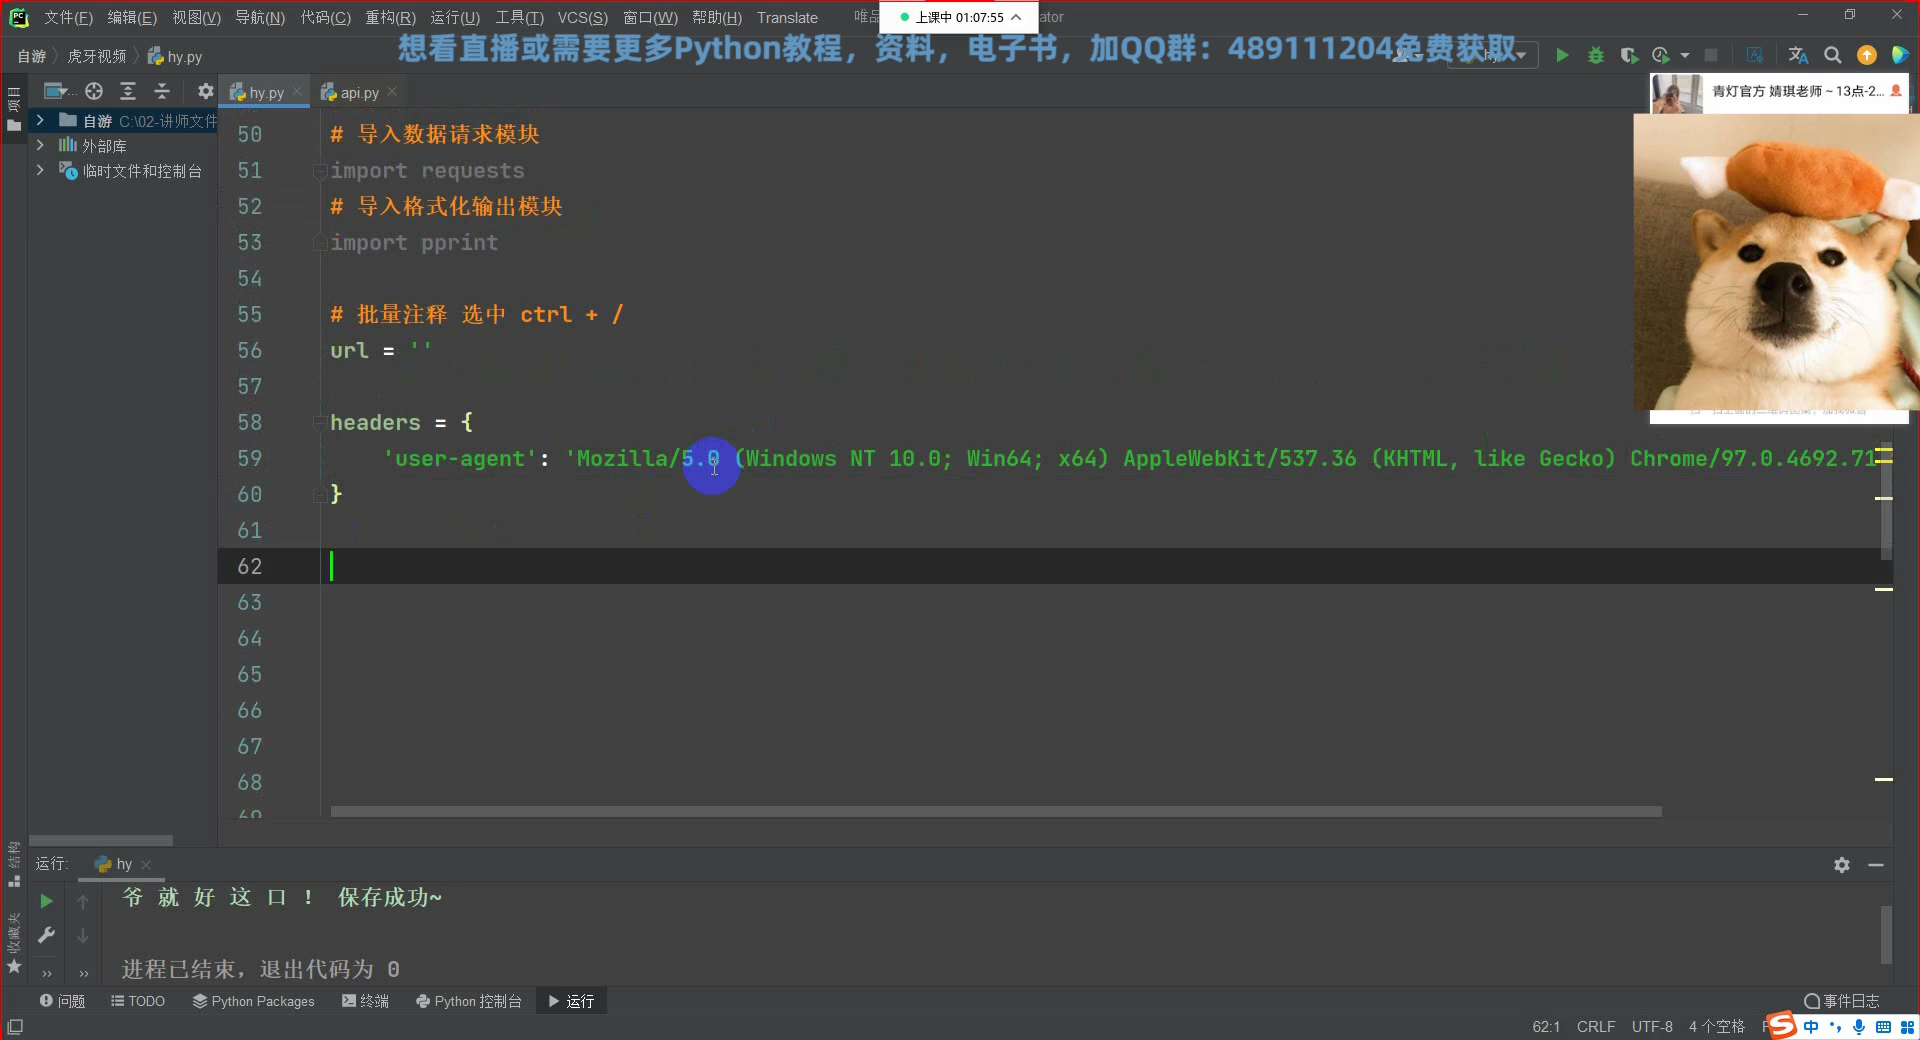 文件(F) 编辑(E) 视图(V) 导航(N) 代码(C) 重构(R) 运行(U) 工具(T) VCS(S) 窗口(W) 帮助(H) Translate 唯品 上课中 01:07:55 ator
想看直播或需要更多Python教程，资料，电子书，加QQ群：489111204免费获取
自游 虎牙视频 hy.py
项目
hy.py api.py
青灯官方 婧琪老师 ~ 13点-2...
自游 C:\02-讲师文件
外部库
临时文件和控制台
50 # 导入数据请求模块
51 import requests
52 # 导入格式化输出模块
53 import pprint
54
55 # 批量注释 选中 ctrl + /
56 url = ''
57
58 headers = {
59 'user-agent': 'Mozilla/5.0 (Windows NT 10.0; Win64; x64) AppleWebKit/537.36 (KHTML, like Gecko) Chrome/97.0.4692.71
60 }
61
62
63
64
65
66
67
68
69
结构
收藏夹
运行: hy
爷 就 好 这 口 ！ 保存成功~
进程已结束，退出代码为 0
问题 TODO Python Packages 终端 Python 控制台 运行 事件日志
62:1 CRLF UTF-8 4 个空格 中